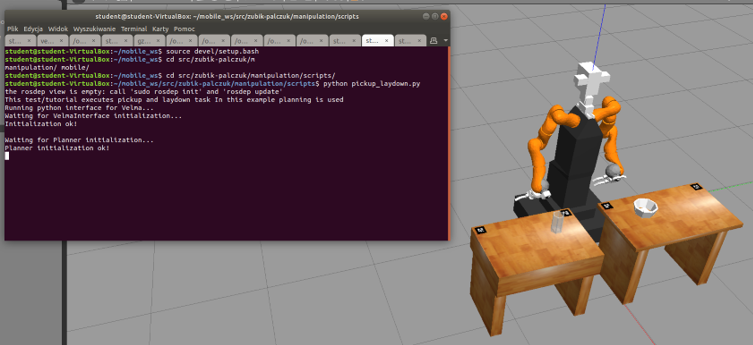 student@student-VirtualBox: ~/mobile_ws/src/zubik-palczuk/manipulation/scripts
Plik Edycja Widok Wyszukiwanie Terminal Karty Pomoc
st... ve... /o... st... gz... /o... /o... /o... /o... st... st... st...
student@student-VirtualBox:~/mobile_ws$ source devel/setup.bash
student@student-VirtualBox:~/mobile_ws$ cd src/zubik-palczuk/m
manipulation/ mobile/
student@student-VirtualBox:~/mobile_ws$ cd src/zubik-palczuk/manipulation/scripts/
student@student-VirtualBox:~/mobile_ws/src/zubik-palczuk/manipulation/scripts$ python pickup_laydown.py
the rosdep view is empty: call 'sudo rosdep init' and 'rosdep update'
This test/tutorial executes pickup and laydown task In this example planning is used
Running python interface for Velma...
Waiting for VelmaInterface initialization...
Initialization ok!
Waiting for Planner initialization...
Planner initialization ok!